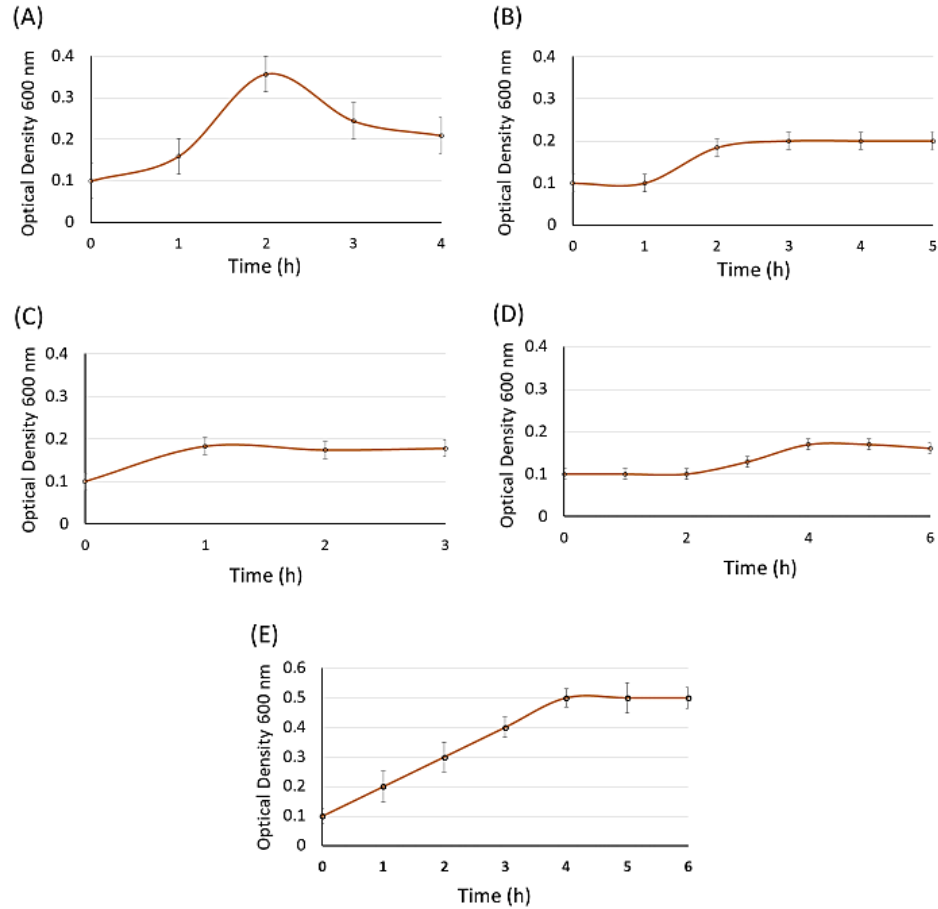 (A)
Optical Density 600 nm
0.4
0.3
0.2
0.1
0
0 1 2 3 4
Time (h)
(B)
Optical Density 600 nm
0.4
0.3
0.2
0.1
0
0 1 2 3 4 5
Time (h)
(C)
Optical Density 600 nm
0.4
0.3
0.2
0.1
0
0 1 2 3
Time (h)
(D)
Optical Density 600 nm
0.4
0.3
0.2
0.1
0
0 2 4 6
Time (h)
(E)
Optical Density 600 nm
0.6
0.5
0.4
0.3
0.2
0.1
0
0 1 2 3 4 5 6
Time (h)